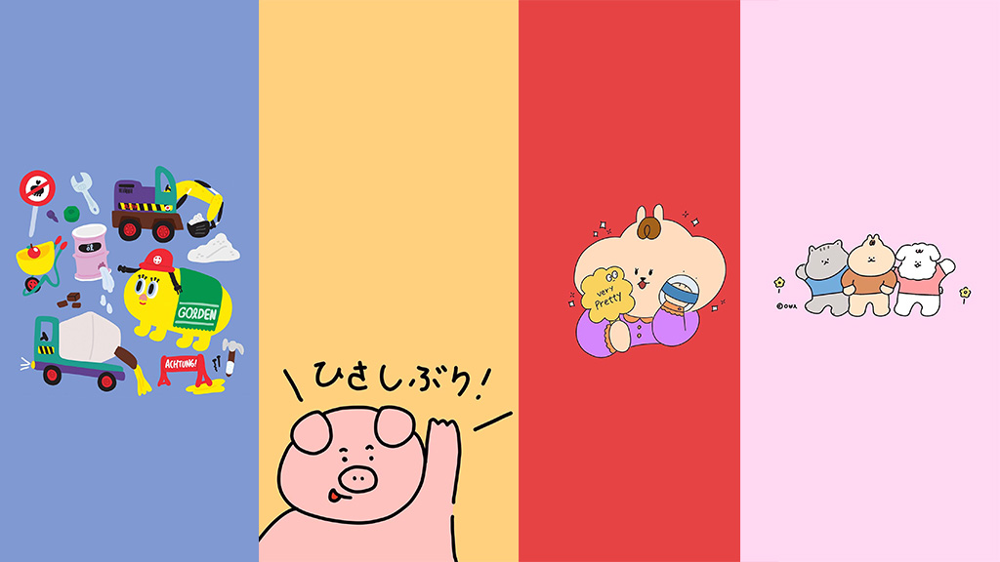 GORDEN
ACHTUNG!
ひさしぶり!
very
Pretty